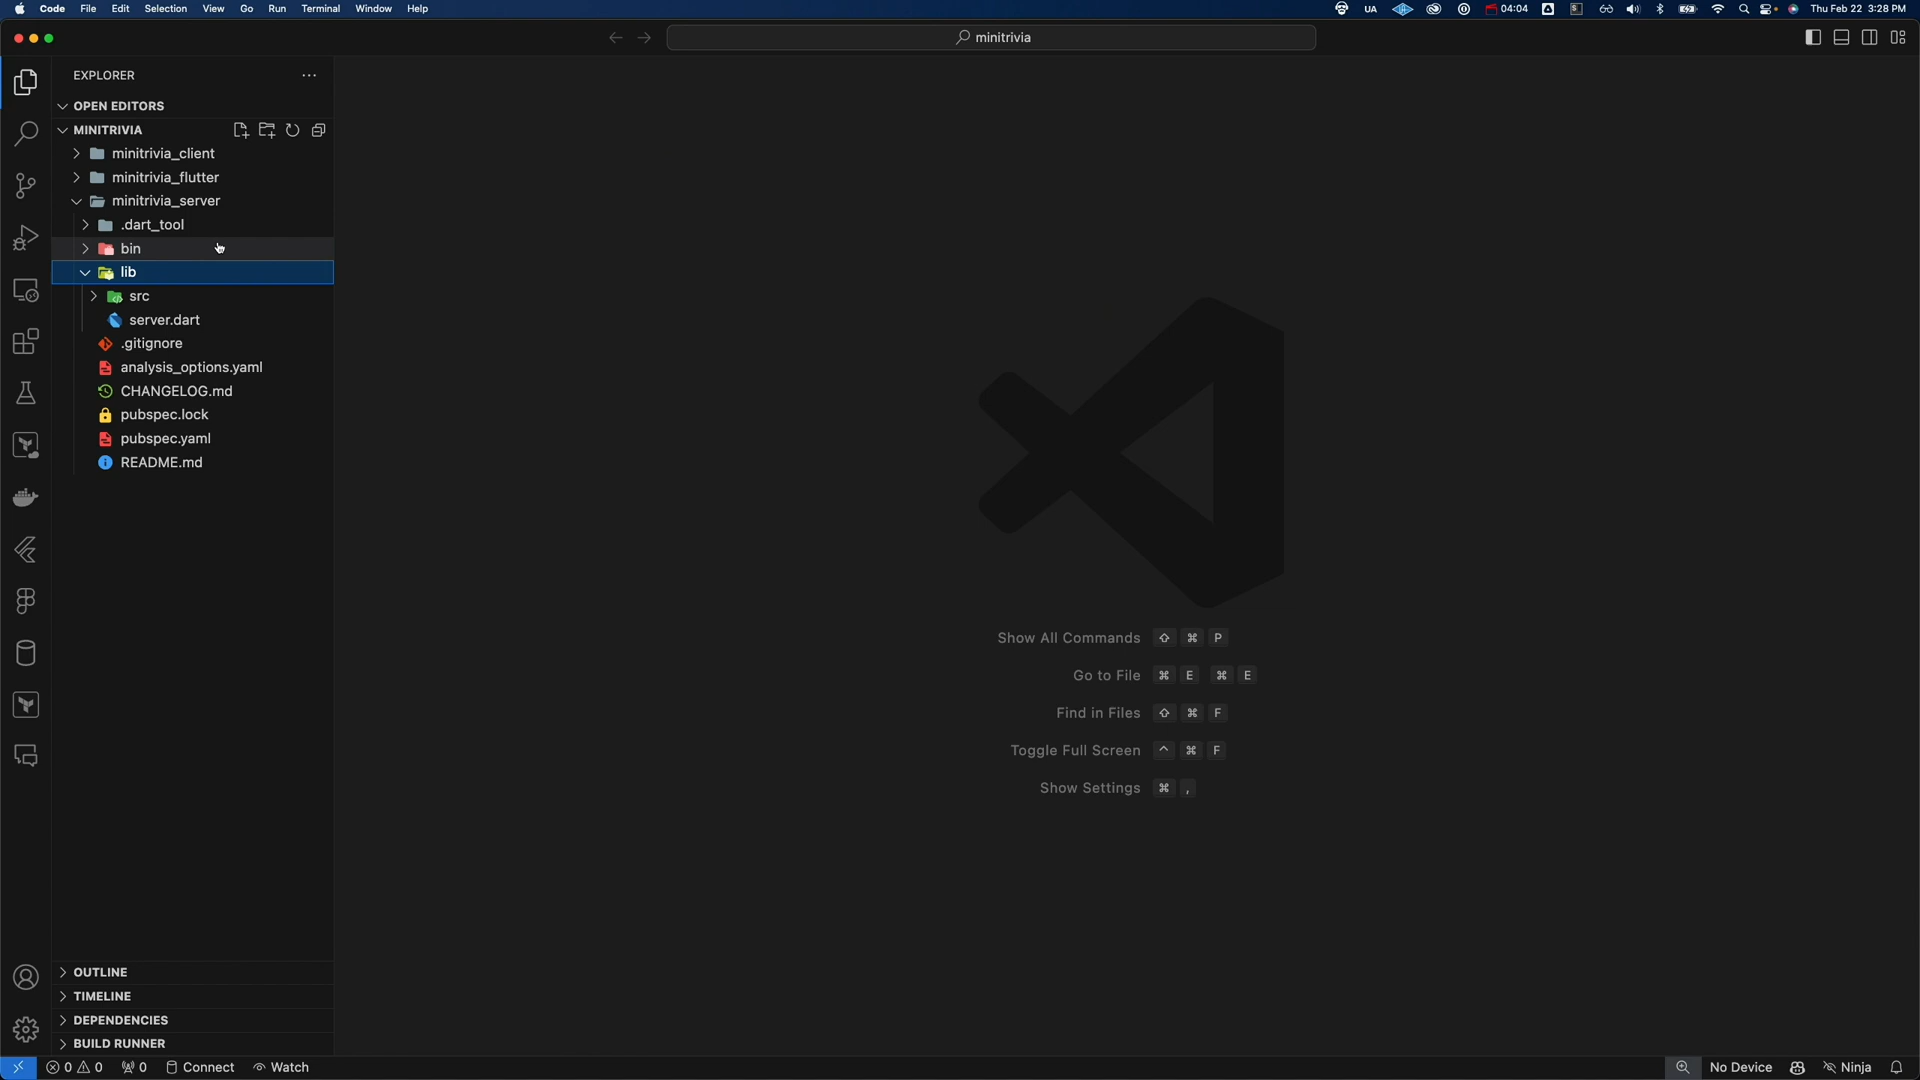 Code File Edit Selection View Go Run Terminal Window Help
UA
04:04
Thu Feb 22 3:28 PM
minitrivia
EXPLORER
OPEN EDITORS
MINITRIVIA
minitrivia_client
minitrivia_flutter
minitrivia_server
.dart_tool
bin
lib
src
server.dart
.gitignore
analysis_options.yaml
CHANGELOG.md
pubspec.lock
pubspec.yaml
README.md
Show All Commands ⇧ ⌘ P
Go to File ⌘ E ⌘ E
Find in Files ⇧ ⌘ F
Toggle Full Screen ^ ⌘ F
Show Settings ⌘ ,
OUTLINE
TIMELINE
DEPENDENCIES
BUILD RUNNER
0 0 0 Connect Watch
No Device Ninja